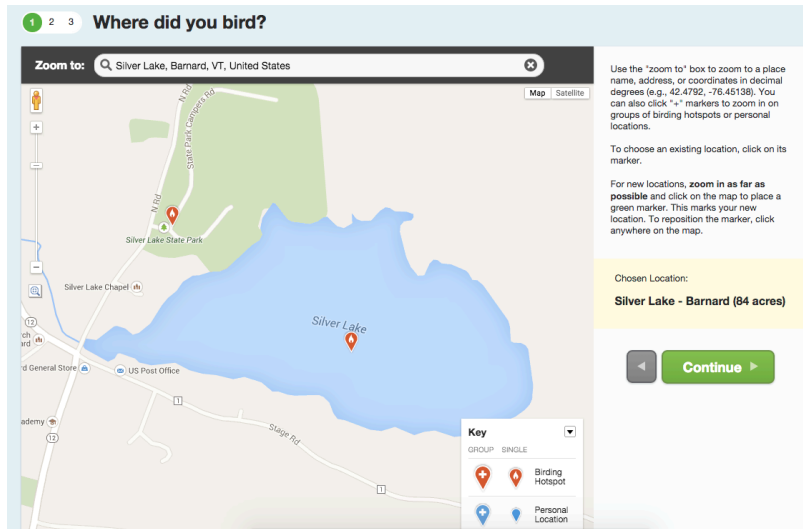 1 2 3 Where did you bird?
Zoom to: Silver Lake, Barnard, VT, United States
Map Satellite
N Rd
State Park Campers Rd
N Rd
Silver Lake State Park
Silver Lake Chapel
Silver Lake
12
rch
ard
rd General Store
US Post Office
1
ademy
12
Stage Rd
1
Key
GROUP SINGLE
Birding
Hotspot
Personal
Location
Use the "zoom to" box to zoom to a place
name, address, or coordinates in decimal
degrees (e.g., 42.4792, -76.45138). You
can also click "+" markers to zoom in on
groups of birding hotspots or personal
locations.
To choose an existing location, click on its
marker.
For new locations, zoom in as far as
possible and click on the map to place a
green marker. This marks your new
location. To reposition the marker, click
anywhere on the map.
Chosen Location:
Silver Lake - Barnard (84 acres)
Continue